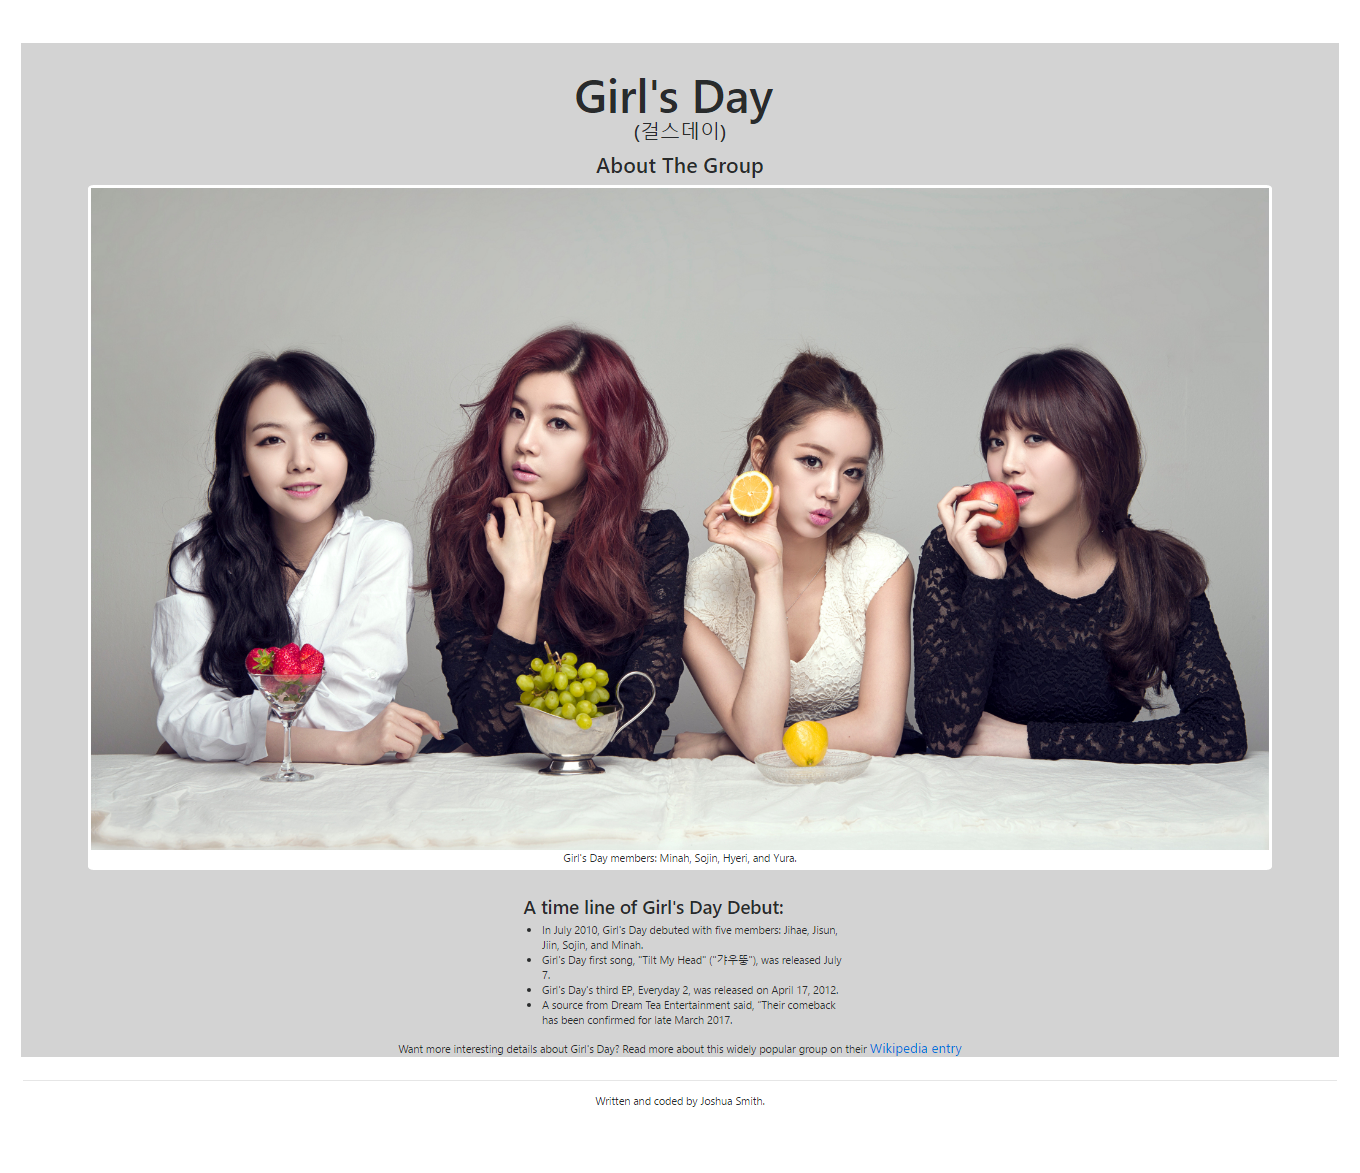 Girl's Day
(걸스데이)
About The Group
Girl's Day members: Minah, Sojin, Hyeri, and Yura.
A time line of Girl's Day Debut:
In July 2010, Girl's Day debuted with five members: Jihae, Jisun,
Jiin, Sojin, and Minah.
Girl's Day first song, "Tilt My Head" ("갸우뚱"), was released July
7.
Girl's Day's third EP, Everyday 2, was released on April 17, 2012.
A source from Dream Tea Entertainment said, "Their comeback
has been confirmed for late March 2017.
Want more interesting details about Girl's Day? Read more about this widely popular group on their Wikipedia entry
Written and coded by Joshua Smith.